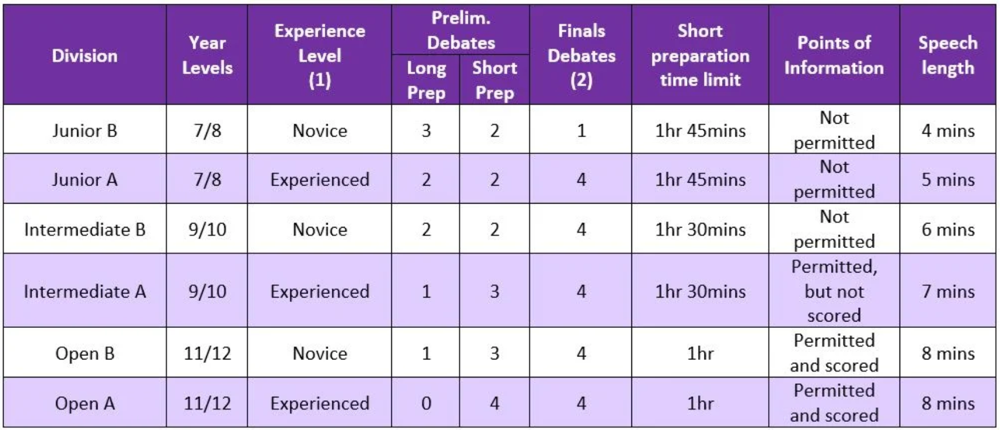 Division
Year
Levels
Experience
Level
(1)
Prelim.
Debates
Long
Prep
Short
Prep
Finals
Debates
(2)
Short
preparation
time limit
Points of
Information
Speech
length
Junior B
7/8
Novice
3
2
1
1hr 45mins
Not
permitted
4 mins
Junior A
7/8
Experienced
2
2
4
1hr 45mins
Not
permitted
5 mins
Intermediate B
9/10
Novice
2
2
4
1hr 30mins
Not
permitted
6 mins
Intermediate A
9/10
Experienced
1
3
4
1hr 30mins
Permitted,
but not
scored
7 mins
Open B
11/12
Novice
1
3
4
1hr
Permitted
and scored
8 mins
Open A
11/12
Experienced
0
4
4
1hr
Permitted
and scored
8 mins